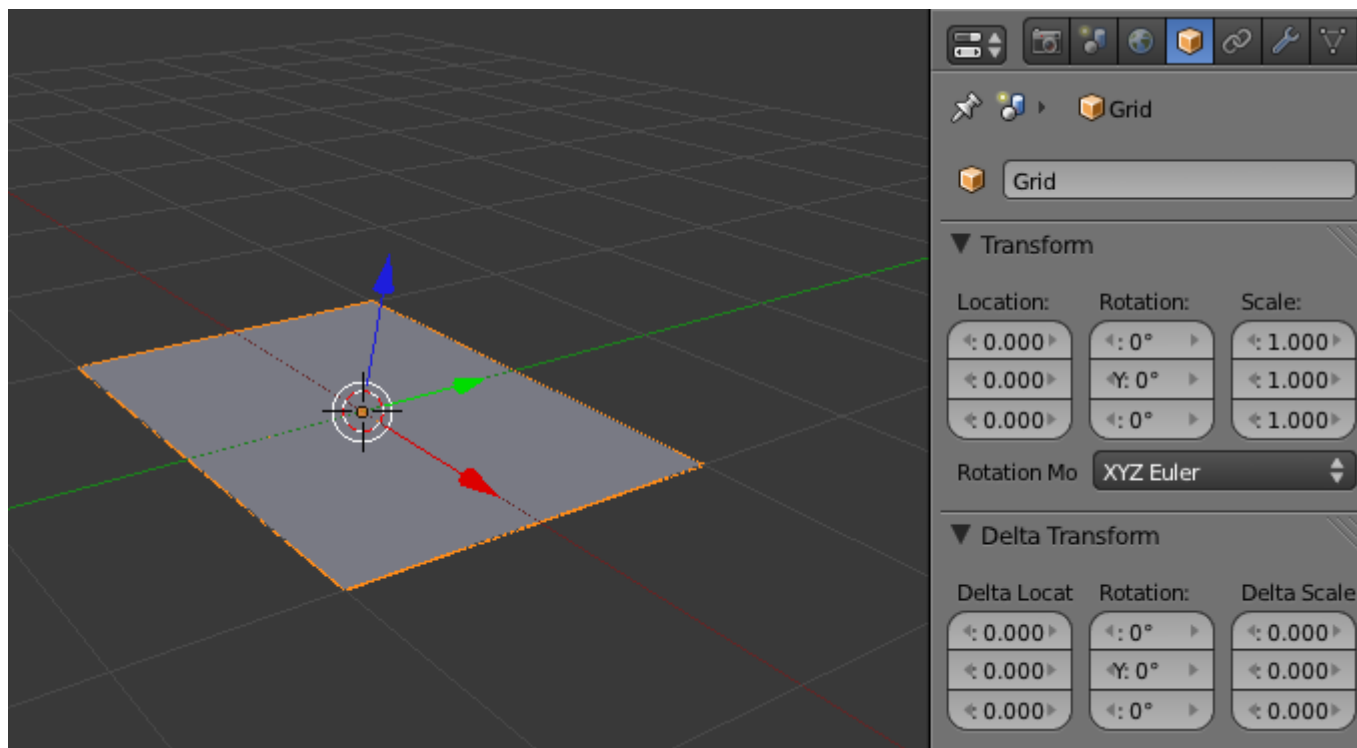 Grid
Grid
Transform
Location: Rotation: Scale:
: 0.000 : 0° : 1.000
: 0.000 Y: 0° : 1.000
: 0.000 : 0° : 1.000
Rotation Mo XYZ Euler
Delta Transform
Delta Locat Rotation: Delta Scale
: 0.000 : 0° : 0.000
: 0.000 Y: 0° : 0.000
: 0.000 : 0° : 0.000